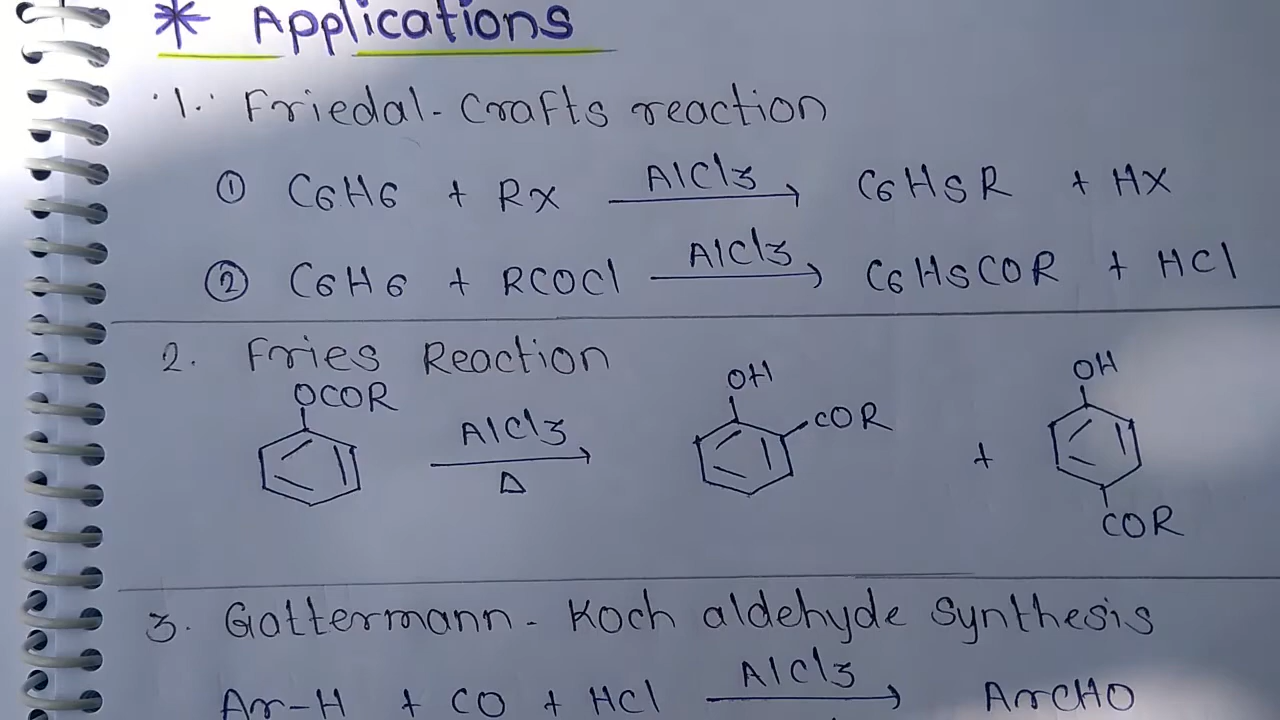 * Applications
1. Friedal-Crafts reaction
① C6H6 + RX AlCl3 → C6H5R + HX
② C6H6 + RCOCl AlCl3 → C6H5COR + HCl
2. Fries Reaction
OCOR AlCl3 → Δ OH COR + OH COR
3. Gattermann - Koch aldehyde synthesis
Ar-H + CO + HCl AlCl3 → ArCHO